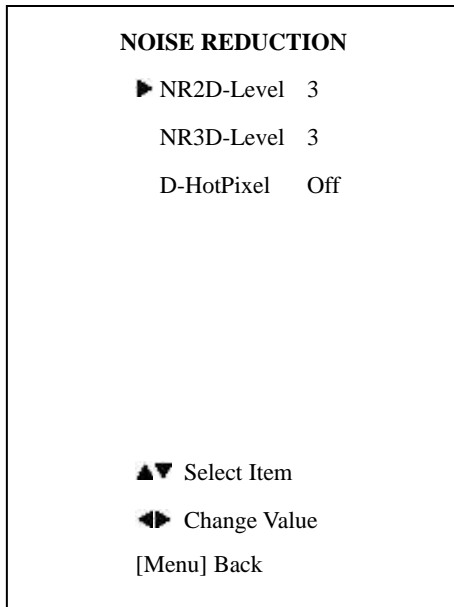 NOISE REDUCTION
▶ NR2D-Level 3
NR3D-Level 3
D-HotPixel Off
▲▼ Select Item
◀▶ Change Value
[Menu] Back